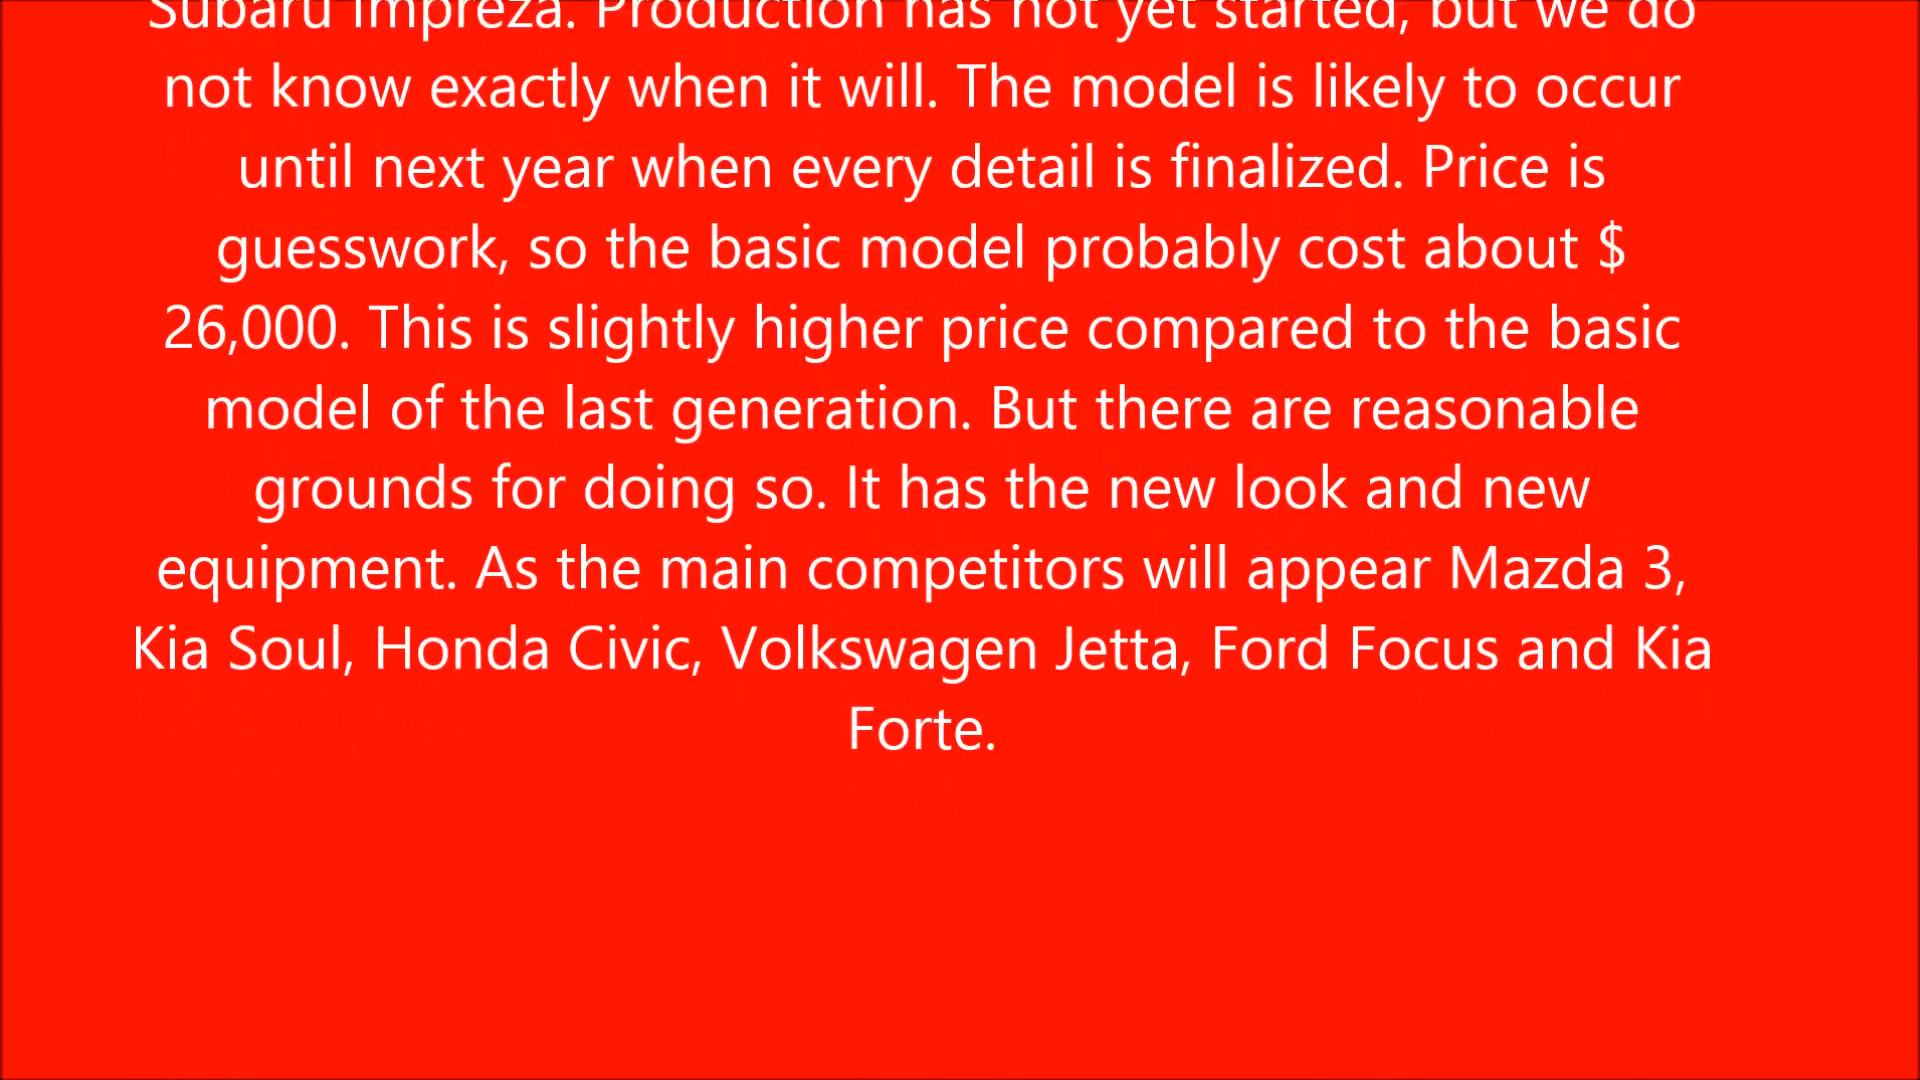 Subaru Impreza. Production has not yet started, but we do
not know exactly when it will. The model is likely to occur
until next year when every detail is finalized. Price is
guesswork, so the basic model probably cost about $
26,000. This is slightly higher price compared to the basic
model of the last generation. But there are reasonable
grounds for doing so. It has the new look and new
equipment. As the main competitors will appear Mazda 3,
Kia Soul, Honda Civic, Volkswagen Jetta, Ford Focus and Kia
Forte.